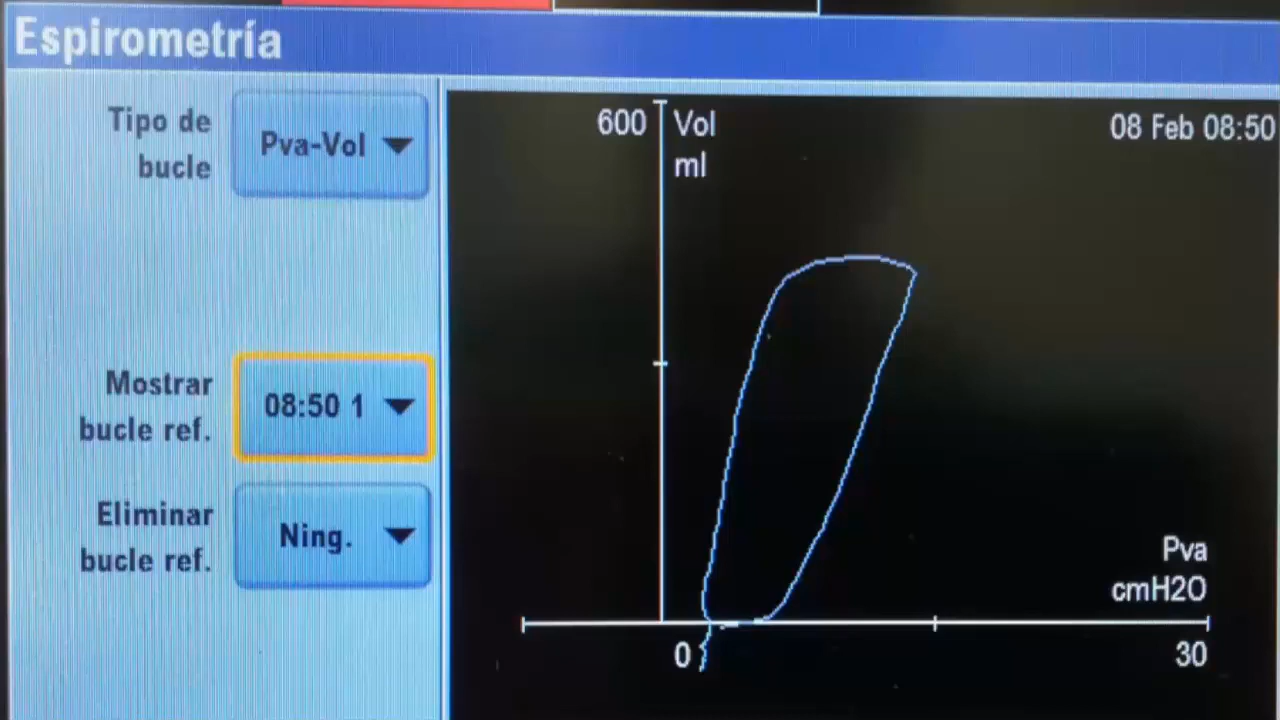 Espirometría
Tipo de
bucle
Pva-Vol
Mostrar
bucle ref.
08:50 1
Eliminar
bucle ref.
Ning.
600
Vol
ml
08 Feb 08:50
Pva
cmH2O
0
30